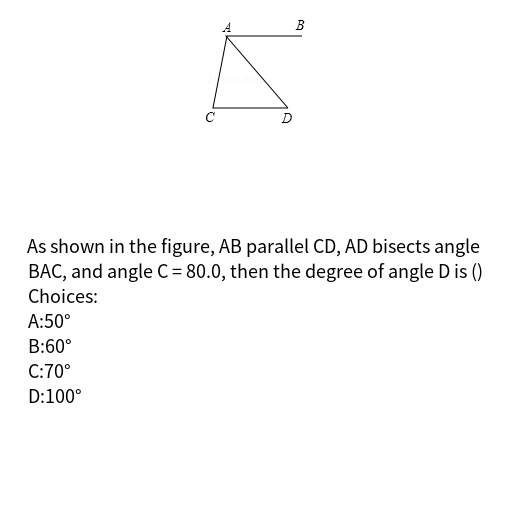 A
B
C
D
As shown in the figure, AB parallel CD, AD bisects angle
BAC, and angle C = 80.0, then the degree of angle D is ()
Choices:
A:50°
B:60°
C:70°
D:100°